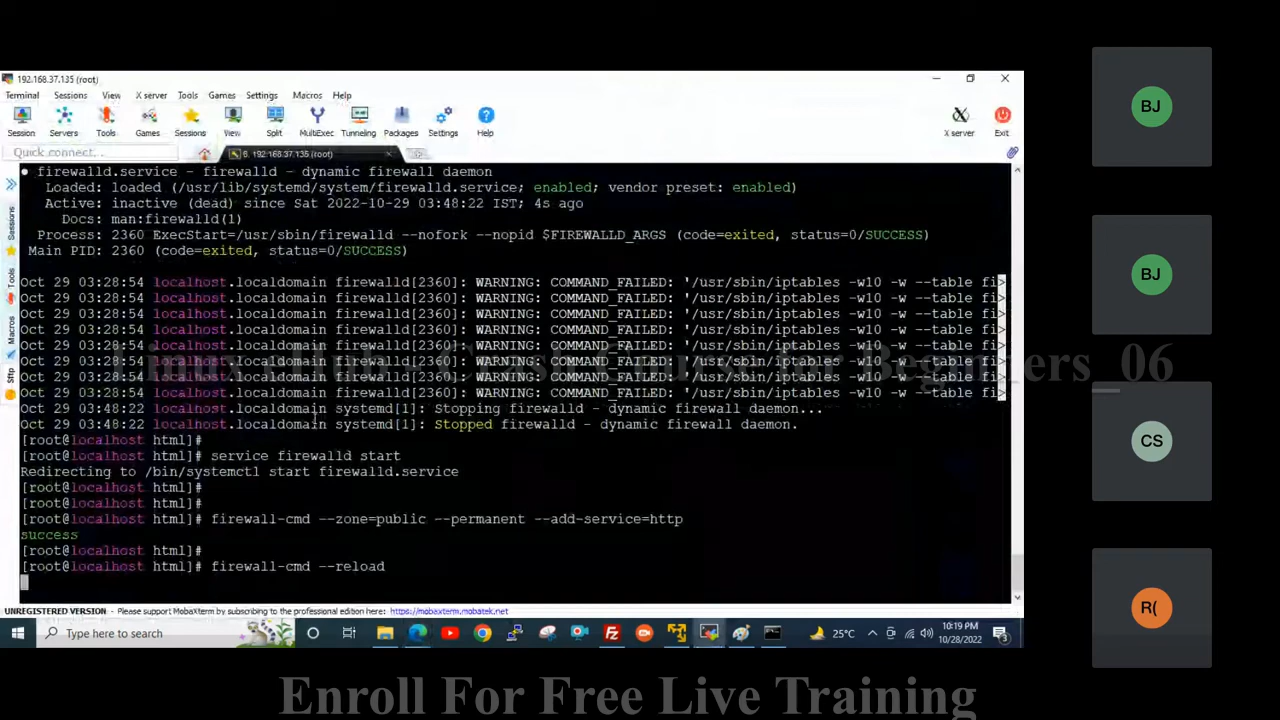 192.168.37.135 (root)
Terminal Sessions View X server Tools Games Settings Macros Help
Session Servers Tools Games Sessions View Split MultiExec Tunneling Packages Settings Help X server Exit
Quick connect... 6. 192.168.37.135 (root)
● firewalld.service - firewalld - dynamic firewall daemon
Loaded: loaded (/usr/lib/systemd/system/firewalld.service; enabled; vendor preset: enabled)
Active: inactive (dead) since Sat 2022-10-29 03:48:22 IST; 4s ago
Docs: man:firewalld(1)
Process: 2360 ExecStart=/usr/sbin/firewalld --nofork --nopid $FIREWALLD_ARGS (code=exited, status=0/SUCCESS)
Main PID: 2360 (code=exited, status=0/SUCCESS)
Oct 29 03:28:54 localhost.localdomain firewalld[2360]: WARNING: COMMAND_FAILED: '/usr/sbin/iptables -w10 -w --table fi>
Oct 29 03:28:54 localhost.localdomain firewalld[2360]: WARNING: COMMAND_FAILED: '/usr/sbin/iptables -w10 -w --table fi>
Oct 29 03:28:54 localhost.localdomain firewalld[2360]: WARNING: COMMAND_FAILED: '/usr/sbin/iptables -w10 -w --table fi>
Oct 29 03:28:54 localhost.localdomain firewalld[2360]: WARNING: COMMAND_FAILED: '/usr/sbin/iptables -w10 -w --table fi>
Oct 29 03:28:54 localhost.localdomain firewalld[2360]: WARNING: COMMAND_FAILED: '/usr/sbin/iptables -w10 -w --table fi>
Oct 29 03:28:54 localhost.localdomain firewalld[2360]: WARNING: COMMAND_FAILED: '/usr/sbin/iptables -w10 -w --table fi>
Oct 29 03:28:54 localhost.localdomain firewalld[2360]: WARNING: COMMAND_FAILED: '/usr/sbin/iptables -w10 -w --table fi>
Oct 29 03:28:54 localhost.localdomain firewalld[2360]: WARNING: COMMAND_FAILED: '/usr/sbin/iptables -w10 -w --table fi>
Oct 29 03:48:22 localhost.localdomain systemd[1]: Stopping firewalld - dynamic firewall daemon...
Oct 29 03:48:22 localhost.localdomain systemd[1]: Stopped firewalld - dynamic firewall daemon.
[root@localhost html]#
[root@localhost html]# service firewalld start
Redirecting to /bin/systemctl start firewalld.service
[root@localhost html]#
[root@localhost html]#
[root@localhost html]# firewall-cmd --zone=public --permanent --add-service=http
success
[root@localhost html]#
[root@localhost html]# firewall-cmd --reload
Sessions
Tools
Macros
Sftp
Crash Course for Beginners_06
UNREGISTERED VERSION - Please support MobaXterm by subscribing to the professional edition here: https://mobaxterm.mobatek.net
Type here to search
25°C
10:19 PM
10/28/2022
3
BJ
BJ
CS
R(
Enroll For Free Live Training